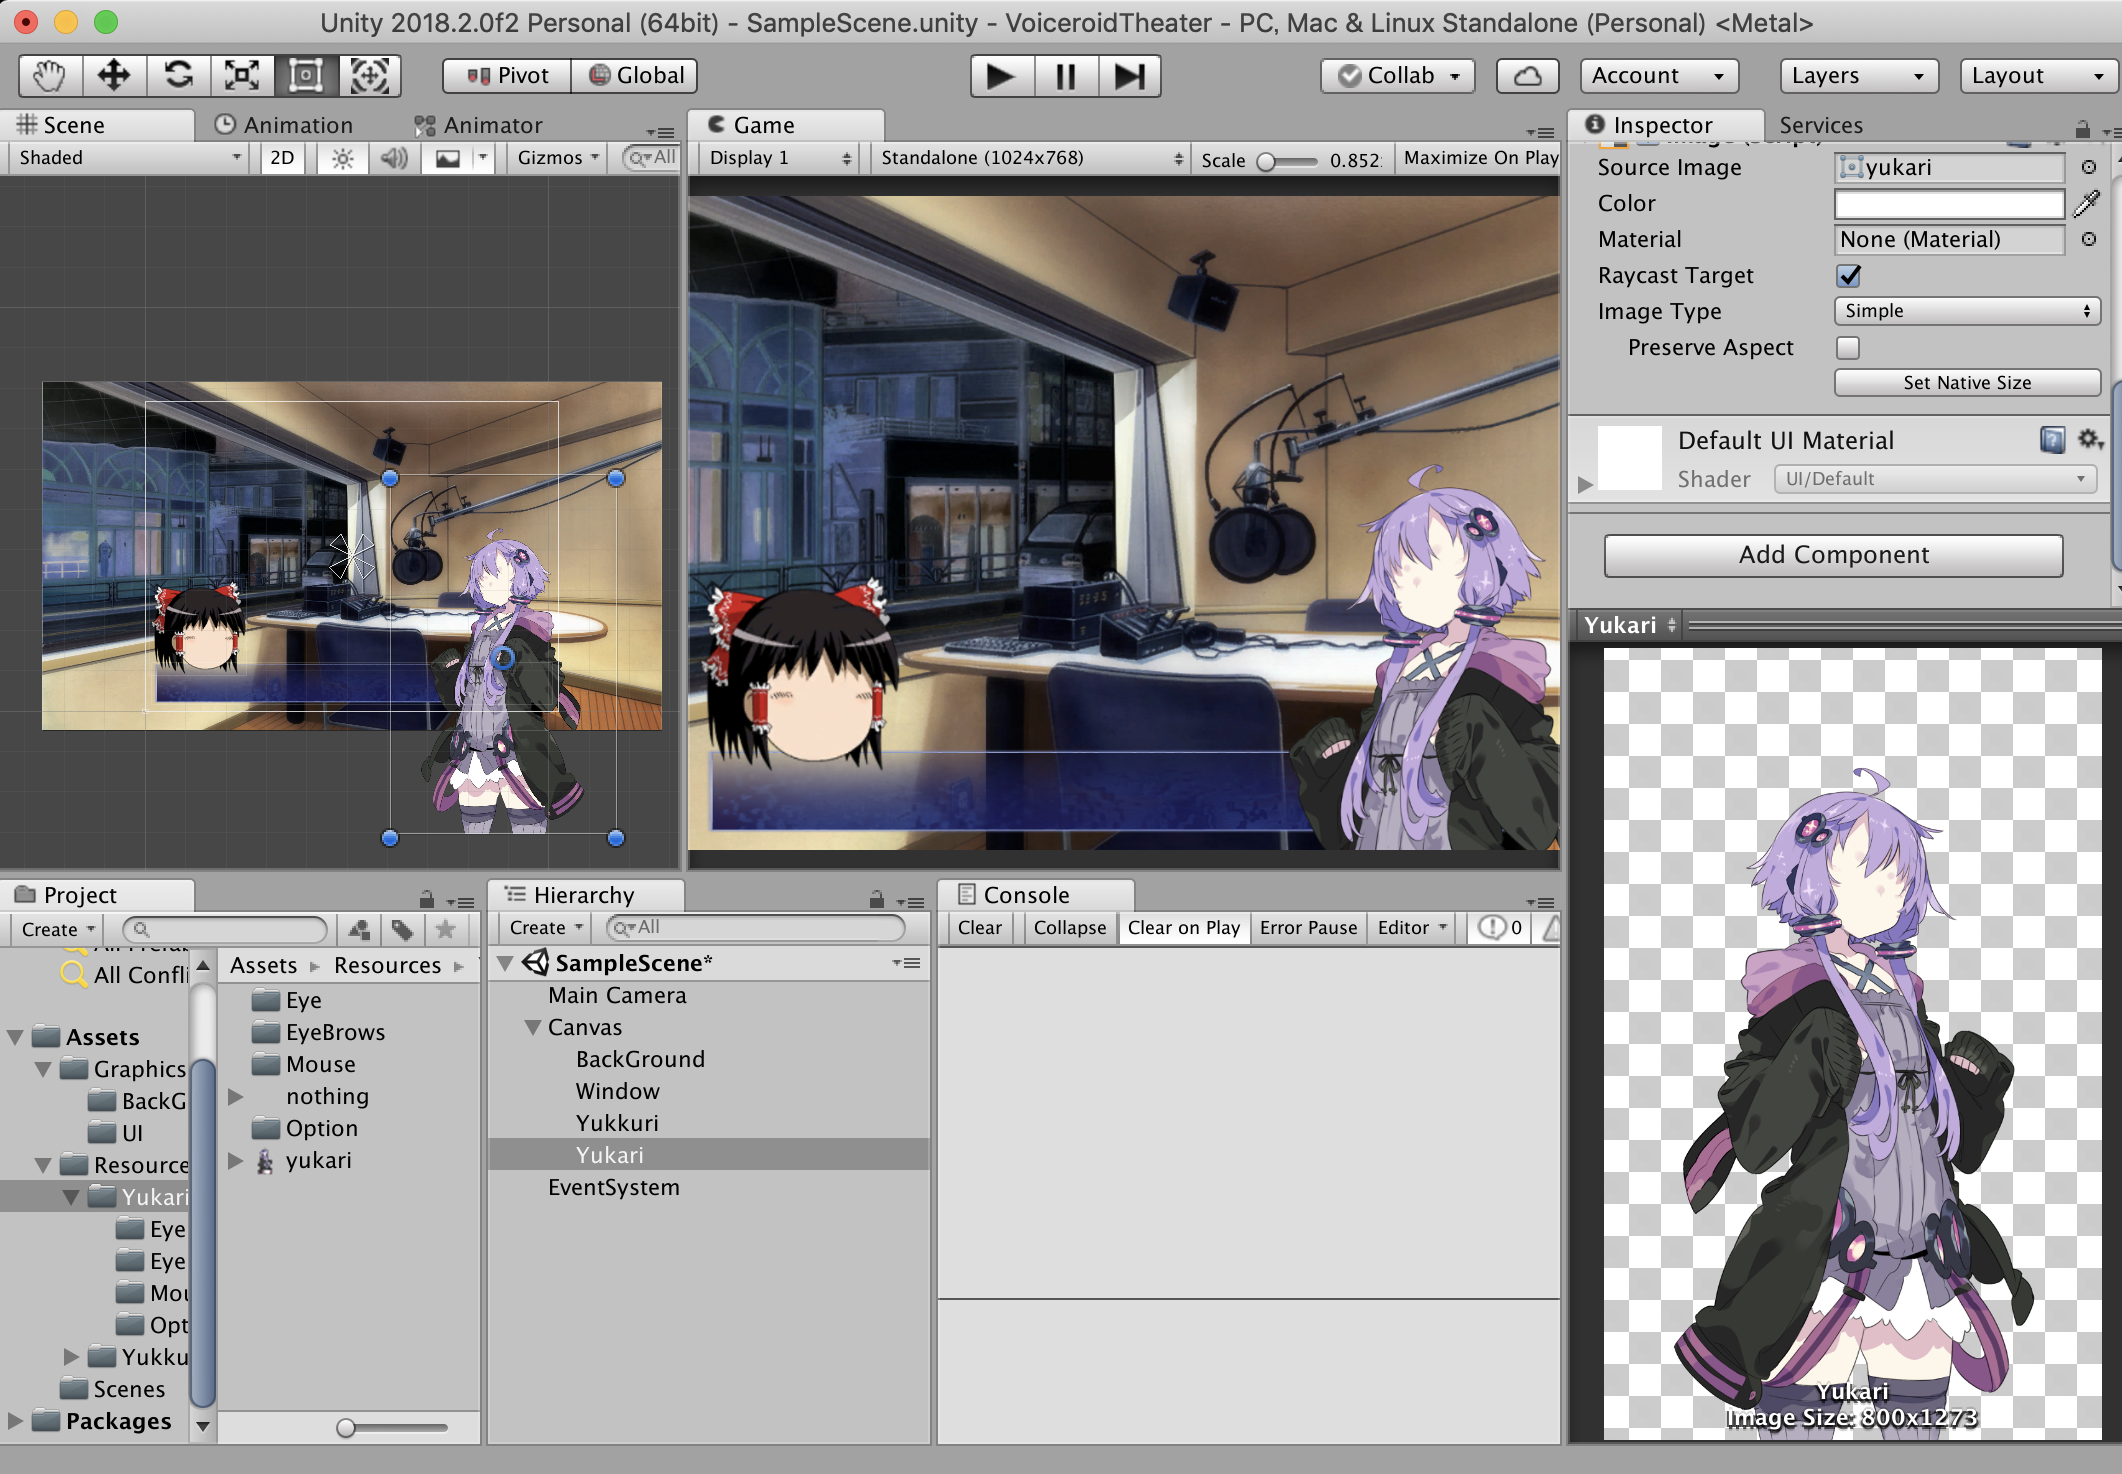 Unity 2018.2.0f2 Personal (64bit) - SampleScene.unity - VoiceroidTheater - PC, Mac & Linux Standalone (Personal) <Metal>
Pivot Global Collab Account Layers Layout
Scene Animation Animator
Shaded 2D Gizmos All
Game
Display 1 Standalone (1024x768) Scale 0.852 Maximize On Play
Inspector Services
Source Image yukari
Color
Material None (Material)
Raycast Target
Image Type Simple
Preserve Aspect
Set Native Size
Default UI Material
Shader UI/Default
Add Component
Yukari
Yukari
Image Size: 800x1273
Project
Create
All Confli
Assets
Graphics
BackG
UI
Resource
Yukari
Eye
Eye
Mou
Opt
Yukku
Scenes
Packages
Assets Resources
Eye
EyeBrows
Mouse
nothing
Option
yukari
Hierarchy
Create All
SampleScene*
Main Camera
Canvas
BackGround
Window
Yukkuri
Yukari
EventSystem
Console
Clear Collapse Clear on Play Error Pause Editor 0